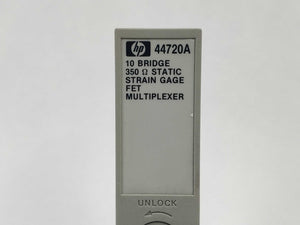 hp 44720A
10 BRIDGE
350 Ω STATIC
STRAIN GAGE
FET
MULTIPLEXER
UNLOCK